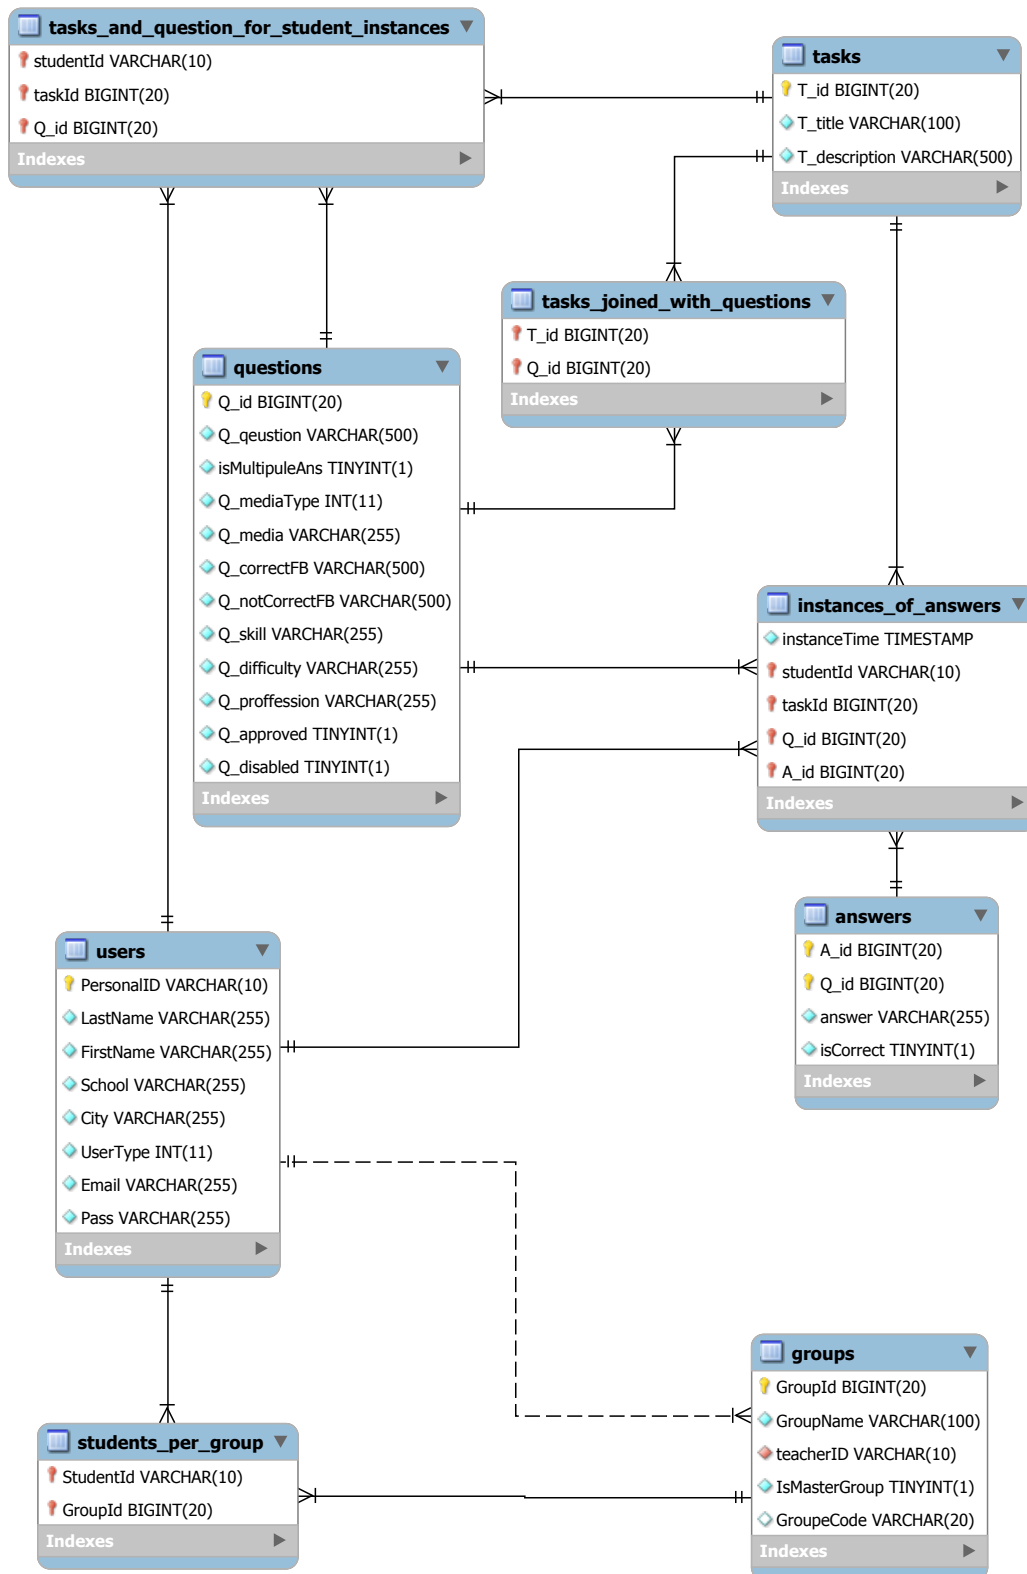 tasks_and_question_for_student_instances
studentId VARCHAR(10)
taskId BIGINT(20)
Q_id BIGINT(20)
Indexes
tasks
T_id BIGINT(20)
T_title VARCHAR(100)
T_description VARCHAR(500)
Indexes
tasks_joined_with_questions
T_id BIGINT(20)
Q_id BIGINT(20)
Indexes
questions
Q_id BIGINT(20)
Q_qeustion VARCHAR(500)
isMultipuleAns TINYINT(1)
Q_mediaType INT(11)
Q_media VARCHAR(255)
Q_correctFB VARCHAR(500)
Q_notCorrectFB VARCHAR(500)
Q_skill VARCHAR(255)
Q_difficulty VARCHAR(255)
Q_proffession VARCHAR(255)
Q_approved TINYINT(1)
Q_disabled TINYINT(1)
Indexes
instances_of_answers
instanceTime TIMESTAMP
studentId VARCHAR(10)
taskId BIGINT(20)
Q_id BIGINT(20)
A_id BIGINT(20)
Indexes
answers
A_id BIGINT(20)
Q_id BIGINT(20)
answer VARCHAR(255)
isCorrect TINYINT(1)
Indexes
users
PersonalID VARCHAR(10)
LastName VARCHAR(255)
FirstName VARCHAR(255)
School VARCHAR(255)
City VARCHAR(255)
UserType INT(11)
Email VARCHAR(255)
Pass VARCHAR(255)
Indexes
groups
GroupId BIGINT(20)
GroupName VARCHAR(100)
teacherID VARCHAR(10)
IsMasterGroup TINYINT(1)
GroupeCode VARCHAR(20)
Indexes
students_per_group
StudentId VARCHAR(10)
GroupId BIGINT(20)
Indexes